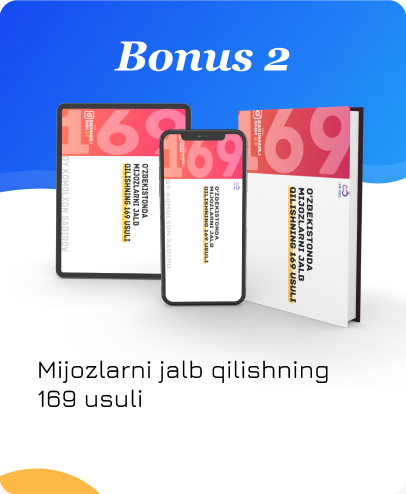 Bonus 2
169
O'ZBEKISTONDA
MIJOZLARNI JALB
QILISHNING 169 USULI
169
O'ZBEKISTONDA
MIJOZLARNI JALB
QILISHNING 169 USULI
169
O'ZBEKISTONDA
MIJOZLARNI JALB
QILISHNING 169 USULI
Mijozlarni jalb qilishning
169 usuli